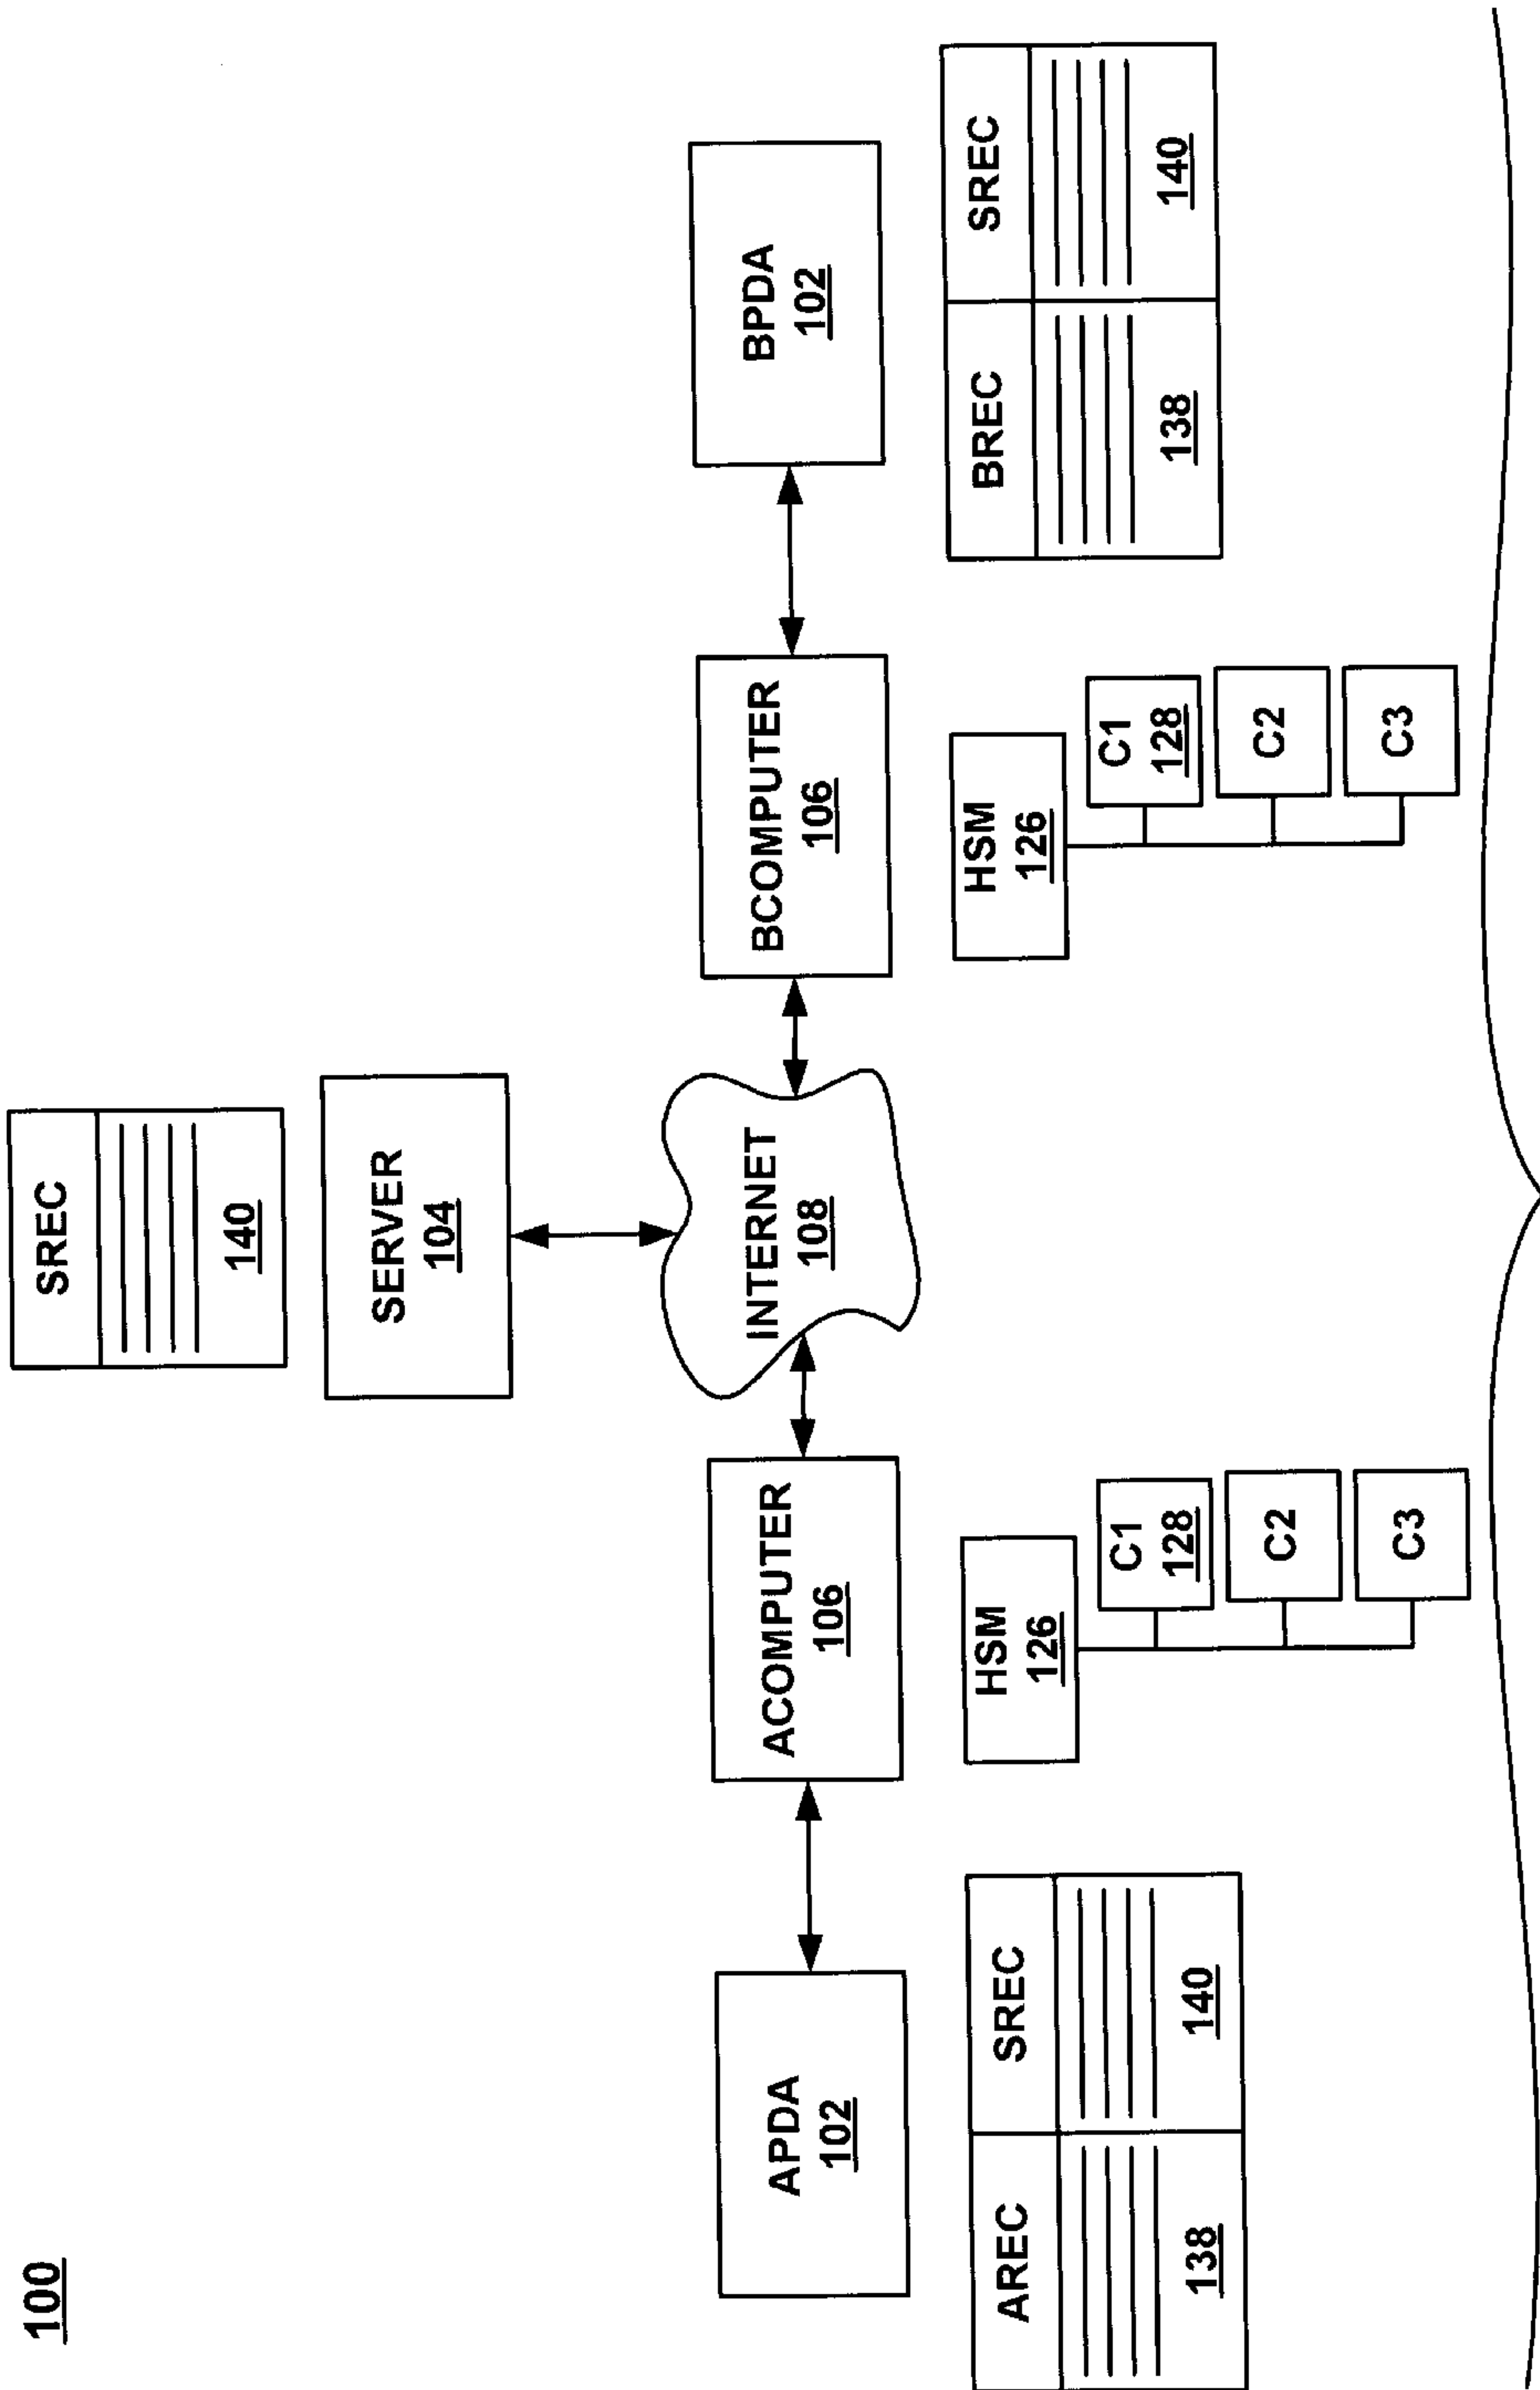 100
SREC
140
SERVER
104
APDA
102
ACOMPUTER
106
INTERNET
108
BCOMPUTER
106
BPDA
102
AREC
SREC
138
140
HSM
126
C1
128
C2
C3
HSM
126
C1
128
C2
C3
BREC
SREC
138
140